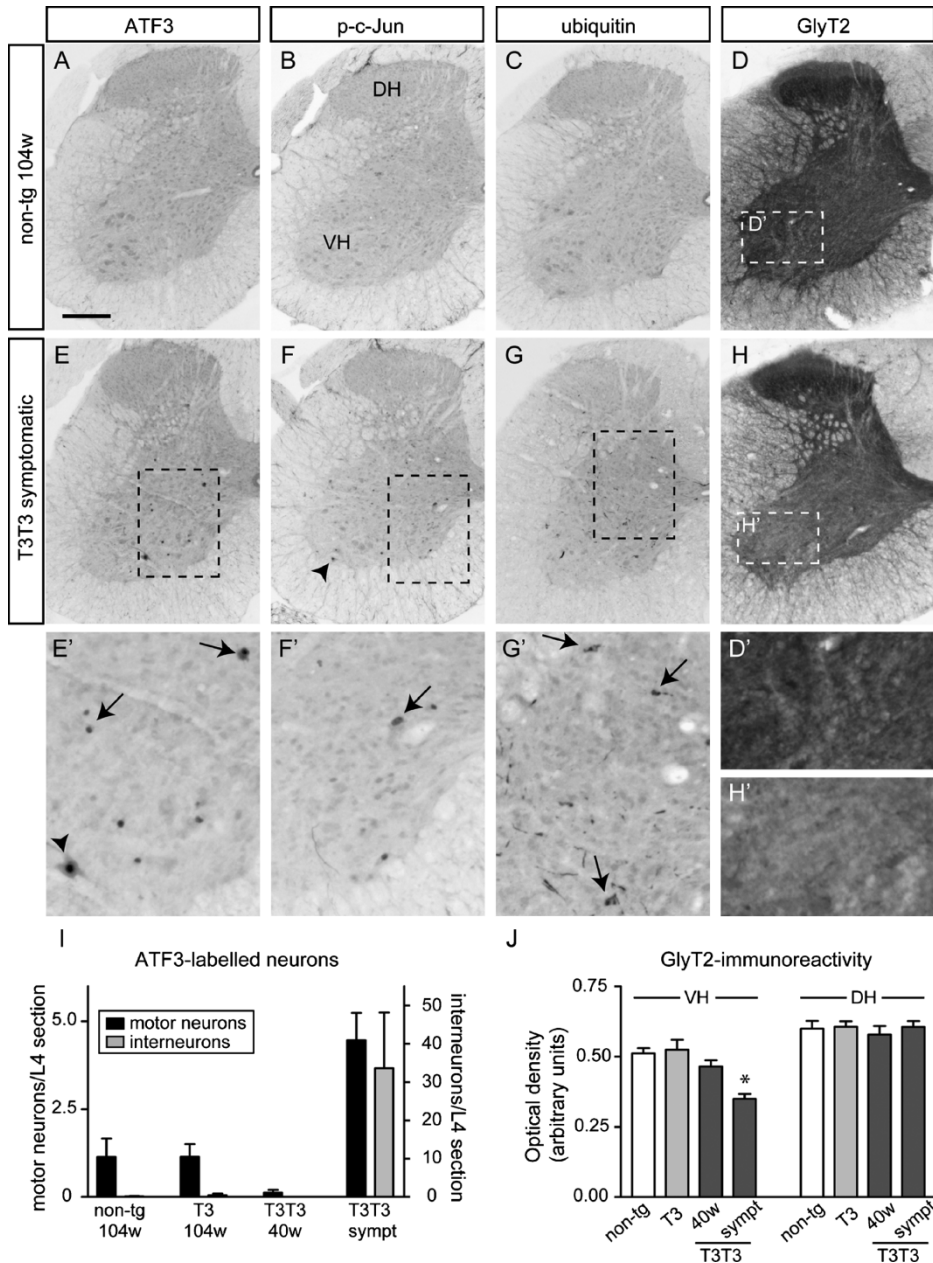 ATF3
p-c-Jun
ubiquitin
GlyT2
non-tg 104w
A
B
DH
VH
C
D
D'
T3T3 symptomatic
E
F
G
H
H'
E'
F'
G'
D'
H'
I
ATF3-labelled neurons
motor neurons/L4 section
5.0
2.5
0
motor neurons
interneurons
50
40
30
20
10
0
interneurons/L4 section
non-tg T3 T3T3 T3T3
104w 104w 40w sympt
J
GlyT2-immunoreactivity
VH DH
Optical density
(arbitrary units)
0.75
0.50
0.25
0.00
*
non-tg T3 40w sympt non-tg T3 40w sympt
T3T3 T3T3